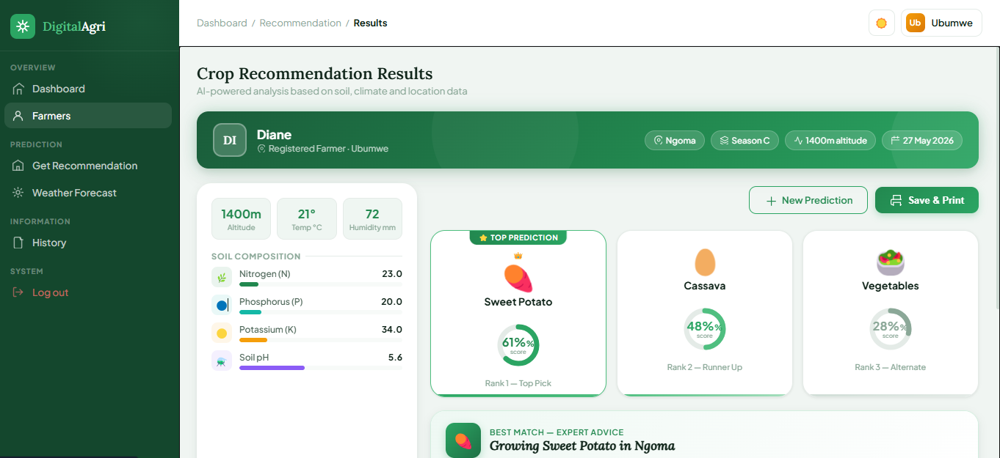 DigitalAgri
Dashboard / Recommendation / Results
Ub Ubumwe
OVERVIEW
Dashboard
Farmers
PREDICTION
Get Recommendation
Weather Forecast
INFORMATION
History
SYSTEM
Log out
Crop Recommendation Results
AI-powered analysis based on soil, climate and location data
DI
Diane
Registered Farmer · Ubumwe
Ngoma
Season C
1400m altitude
27 May 2026
1400m
Altitude
21°
Temp °C
72
Humidity mm
SOIL COMPOSITION
Nitrogen (N) 23.0
Phosphorus (P) 20.0
Potassium (K) 34.0
Soil pH 5.6
New Prediction
Save & Print
TOP PREDICTION
Sweet Potato
61%%
score
Rank 1 — Top Pick
Cassava
48%%
score
Rank 2 — Runner Up
Vegetables
28%%
score
Rank 3 — Alternate
BEST MATCH — EXPERT ADVICE
Growing Sweet Potato in Ngoma